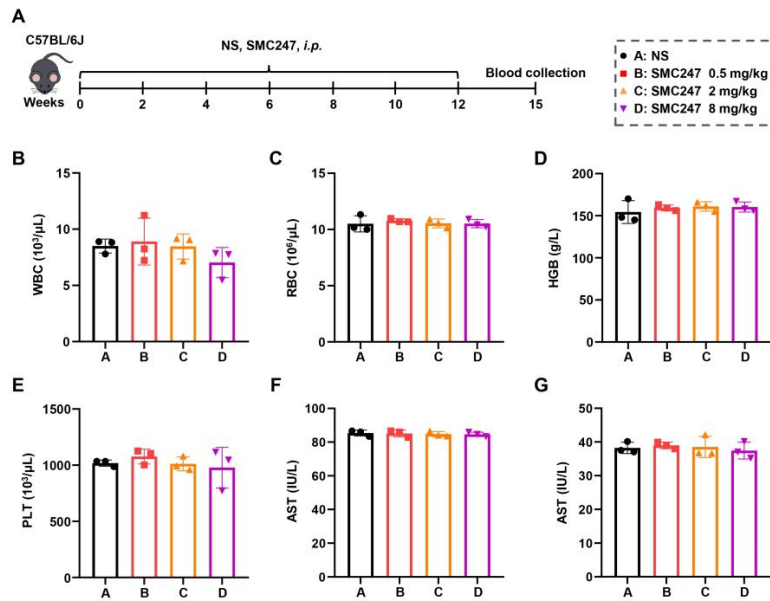 A
C57BL/6J
NS, SMC247, i.p.
Blood collection
Weeks
0 2 4 6 8 10 12 15
A: NS
B: SMC247 0.5 mg/kg
C: SMC247 2 mg/kg
D: SMC247 8 mg/kg
B
WBC (10³/μL)
15
10
5
0
A B C D
C
RBC (10⁶/μL)
15
10
5
0
A B C D
D
HGB (g/L)
200
150
100
50
0
A B C D
E
PLT (10³/μL)
1500
1000
500
0
A B C D
F
AST (IU/L)
100
80
60
40
20
0
A B C D
G
AST (IU/L)
50
40
30
20
10
0
A B C D